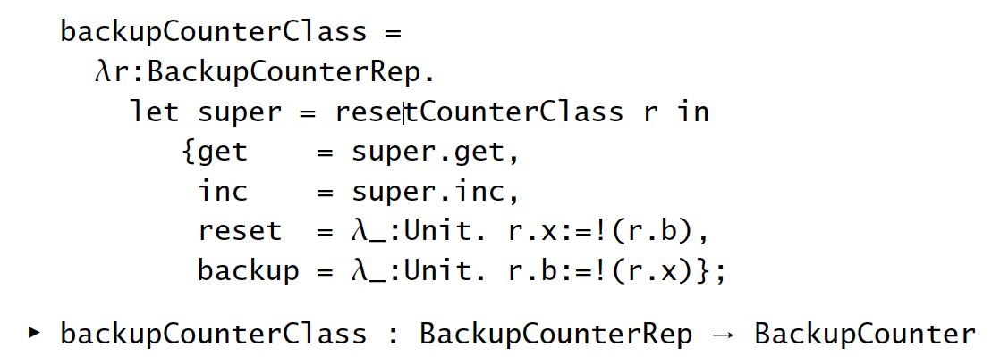 backupCounterClass =
λr:BackupCounterRep.
let super = resetCounterClass r in
{get = super.get,
inc = super.inc,
reset = λ_:Unit. r.x:=!(r.b),
backup = λ_:Unit. r.b:=!(r.x)};
▸ backupCounterClass : BackupCounterRep → BackupCounter